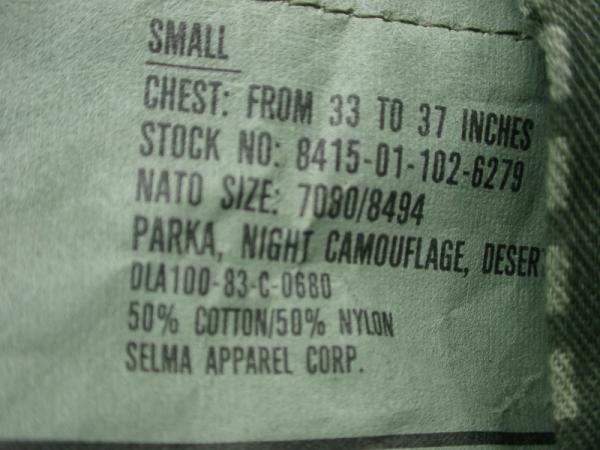 SMALL
CHEST: FROM 33 TO 37 INCHES
STOCK NO: 8415-01-102-6279
NATO SIZE: 7080/8494
PARKA, NIGHT CAMOUFLAGE, DESER
DLA100-83-C-0680
50% COTTON/50% NYLON
SELMA APPAREL CORP.